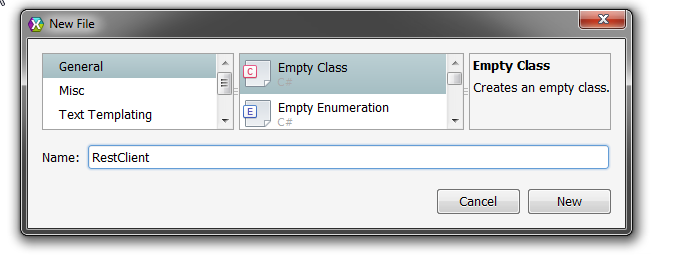 New File
General
Misc
Text Templating
Empty Class
C#
Empty Enumeration
C#
Empty Class
Creates an empty class.
Name: RestClient
Cancel New